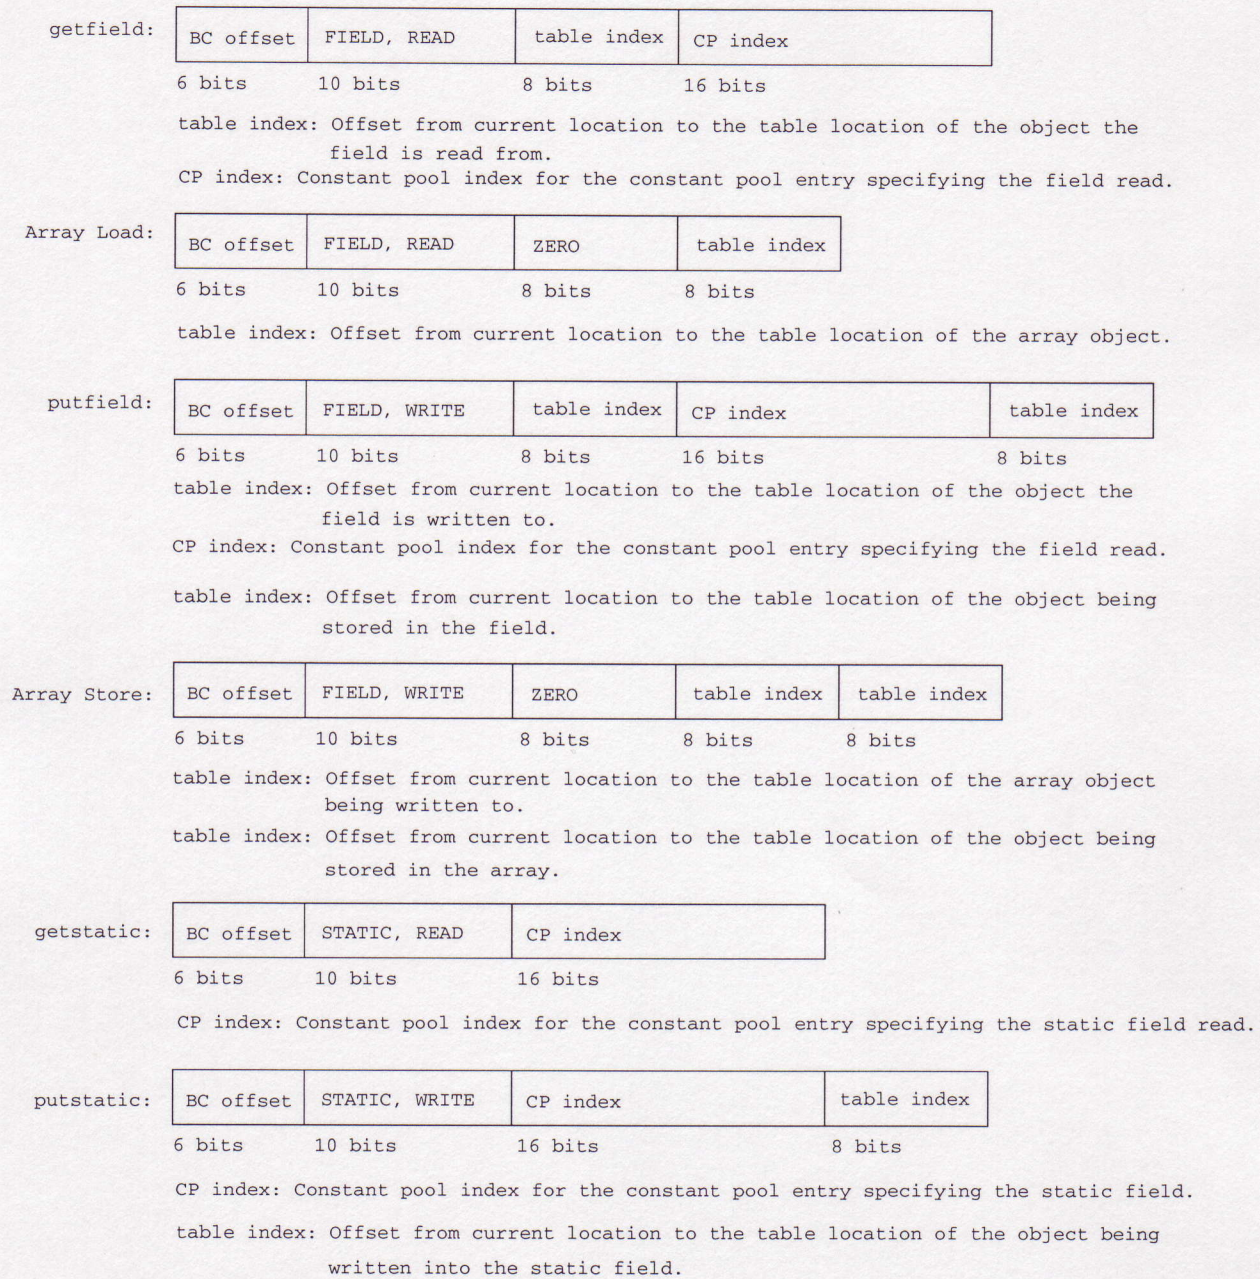 getfield: BC offset FIELD, READ table index CP index
6 bits 10 bits 8 bits 16 bits
table index: Offset from current location to the table location of the object the
field is read from.
CP index: Constant pool index for the constant pool entry specifying the field read.
Array Load: BC offset FIELD, READ ZERO table index
6 bits 10 bits 8 bits 8 bits
table index: Offset from current location to the table location of the array object.
putfield: BC offset FIELD, WRITE table index CP index table index
6 bits 10 bits 8 bits 16 bits 8 bits
table index: Offset from current location to the table location of the object the
field is written to.
CP index: Constant pool index for the constant pool entry specifying the field read.
table index: Offset from current location to the table location of the object being
stored in the field.
Array Store: BC offset FIELD, WRITE ZERO table index table index
6 bits 10 bits 8 bits 8 bits 8 bits
table index: Offset from current location to the table location of the array object
being written to.
table index: Offset from current location to the table location of the object being
stored in the array.
getstatic: BC offset STATIC, READ CP index
6 bits 10 bits 16 bits
CP index: Constant pool index for the constant pool entry specifying the static field read.
putstatic: BC offset STATIC, WRITE CP index table index
6 bits 10 bits 16 bits 8 bits
CP index: Constant pool index for the constant pool entry specifying the static field.
table index: Offset from current location to the table location of the object being
written into the static field.